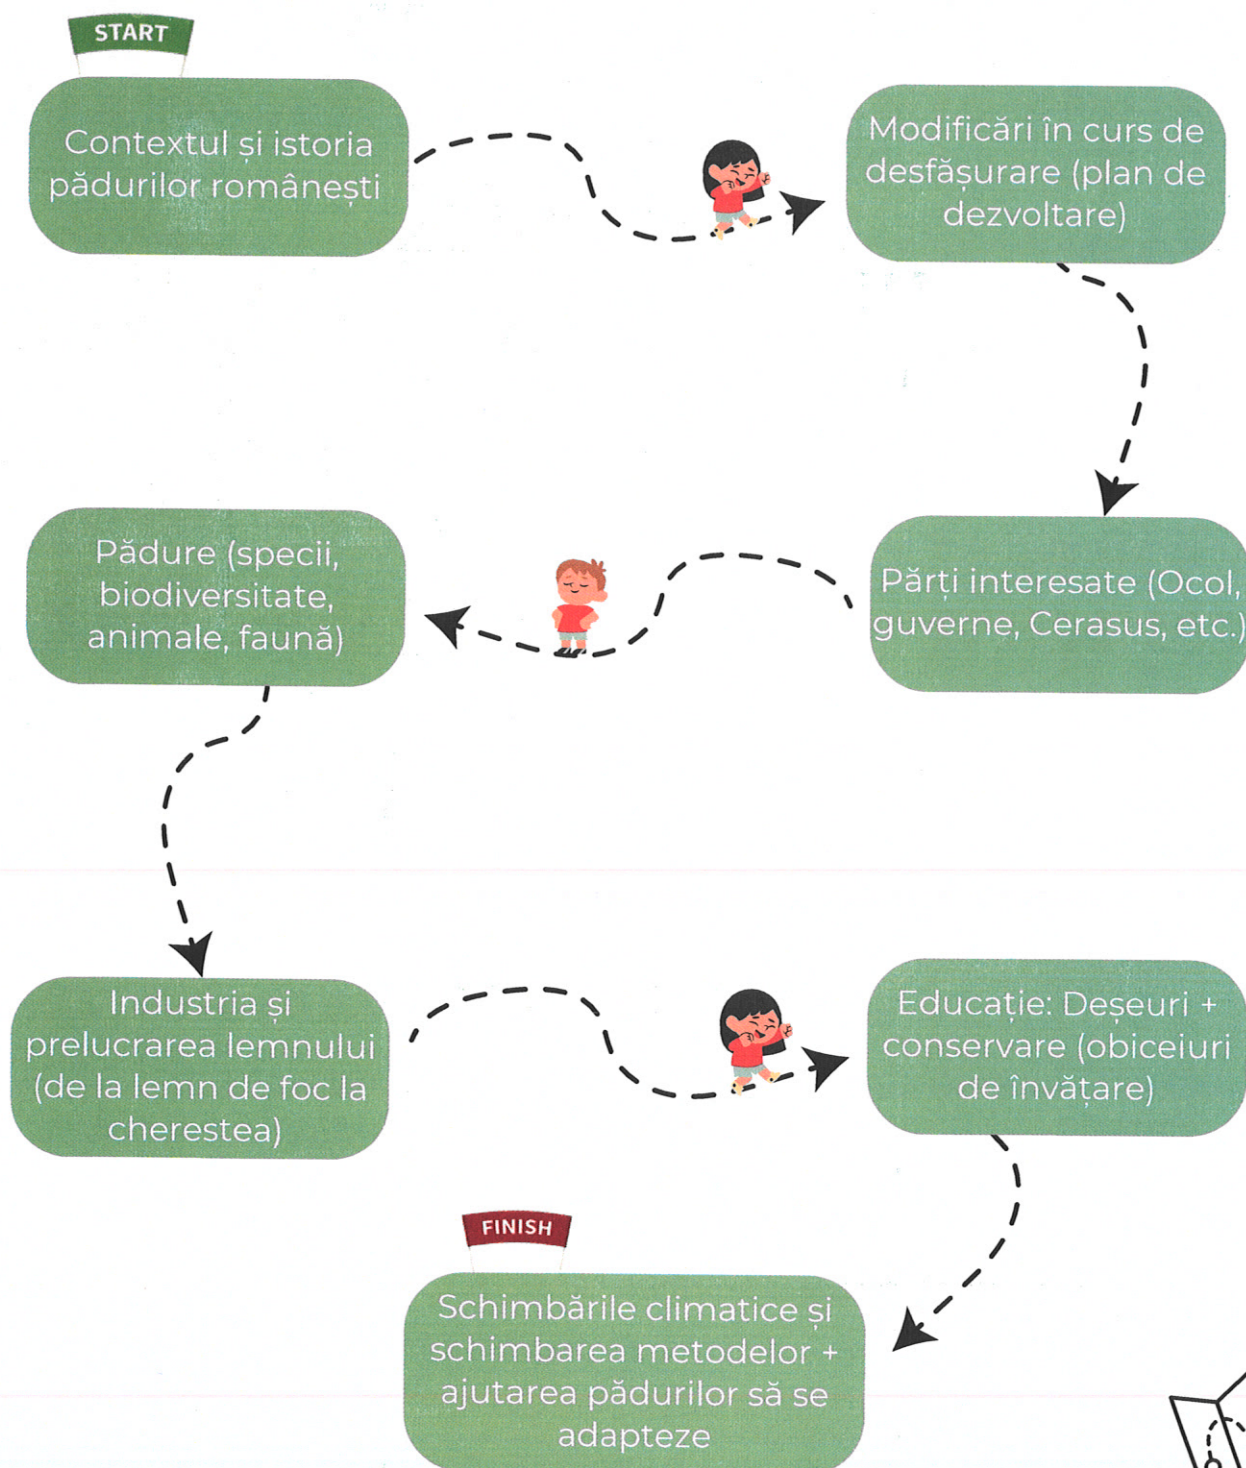 START
Contextul și istoria
pădurilor românești
Modificări în curs de
desfășurare (plan de
dezvoltare)
Părți interesate (Ocol,
guverne, Cerasus, etc.)
Pădure (specii,
biodiversitate,
animale, faună)
Industria și
prelucrarea lemnului
(de la lemn de foc la
cherestea)
Educație: Deșeuri +
conservare (obiceiuri
de învățare)
FINISH
Schimbările climatice și
schimbarea metodelor +
ajutarea pădurilor să se
adapteze